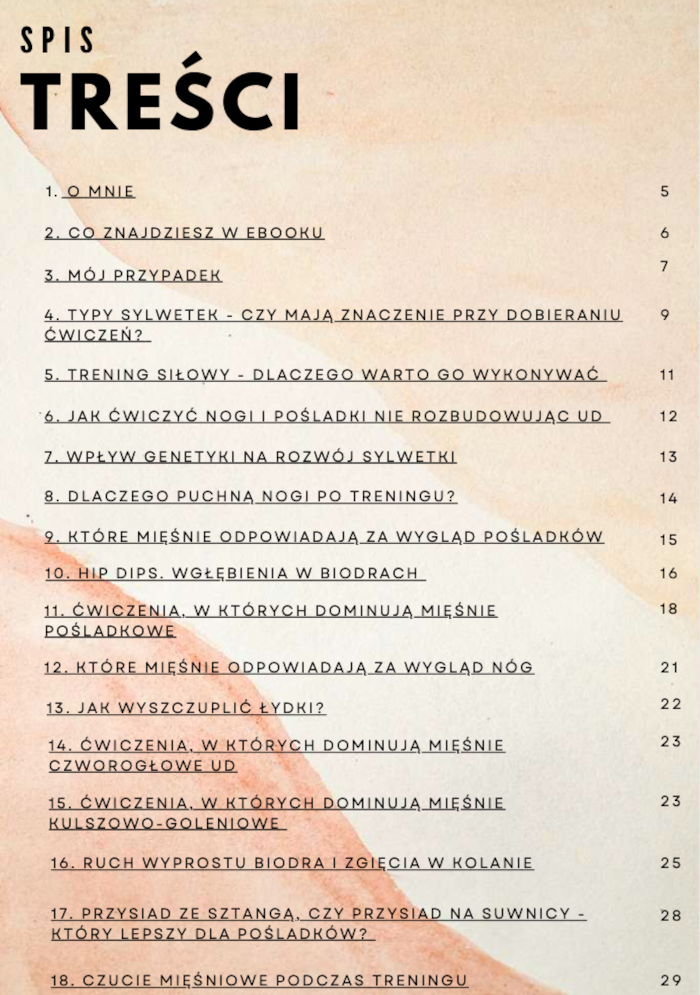 SPIS
TREŚCI
1. O MNIE 5
2. CO ZNAJDZIESZ W EBOOKU 6
3. MÓJ PRZYPADEK 7
4. TYPY SYLWETEK - CZY MAJĄ ZNACZENIE PRZY DOBIERANIU 9
ĆWICZEŃ?
5. TRENING SIŁOWY - DLACZEGO WARTO GO WYKONYWAĆ 11
6. JAK ĆWICZYĆ NOGI I POŚLADKI NIE ROZBUDOWUJĄC UD 12
7. WPŁYW GENETYKI NA ROZWÓJ SYLWETKI 13
8. DLACZEGO PUCHNĄ NOGI PO TRENINGU? 14
9. KTÓRE MIĘŚNIE ODPOWIADAJĄ ZA WYGLĄD POŚLADKÓW 15
10. HIP DIPS. WGŁĘBIENIA W BIODRACH 16
11. ĆWICZENIA, W KTÓRYCH DOMINUJĄ MIĘŚNIE 18
POŚLADKOWE
12. KTÓRE MIĘŚNIE ODPOWIADAJĄ ZA WYGLĄD NÓG 21
13. JAK WYSZCZUPLIĆ ŁYDKI? 22
14. ĆWICZENIA, W KTÓRYCH DOMINUJĄ MIĘŚNIE 23
CZWOROGŁOWE UD
15. ĆWICZENIA, W KTÓRYCH DOMINUJĄ MIĘŚNIE 23
KULSZOWO-GOLENIOWE
16. RUCH WYPROSTU BIODRA I ZGIĘCIA W KOLANIE 25
17. PRZYSIAD ZE SZTANGĄ, CZY PRZYSIAD NA SUWNICY - 28
KTÓRY LEPSZY DLA POŚLADKÓW?
18. CZUCIE MIĘŚNIOWE PODCZAS TRENINGU 29